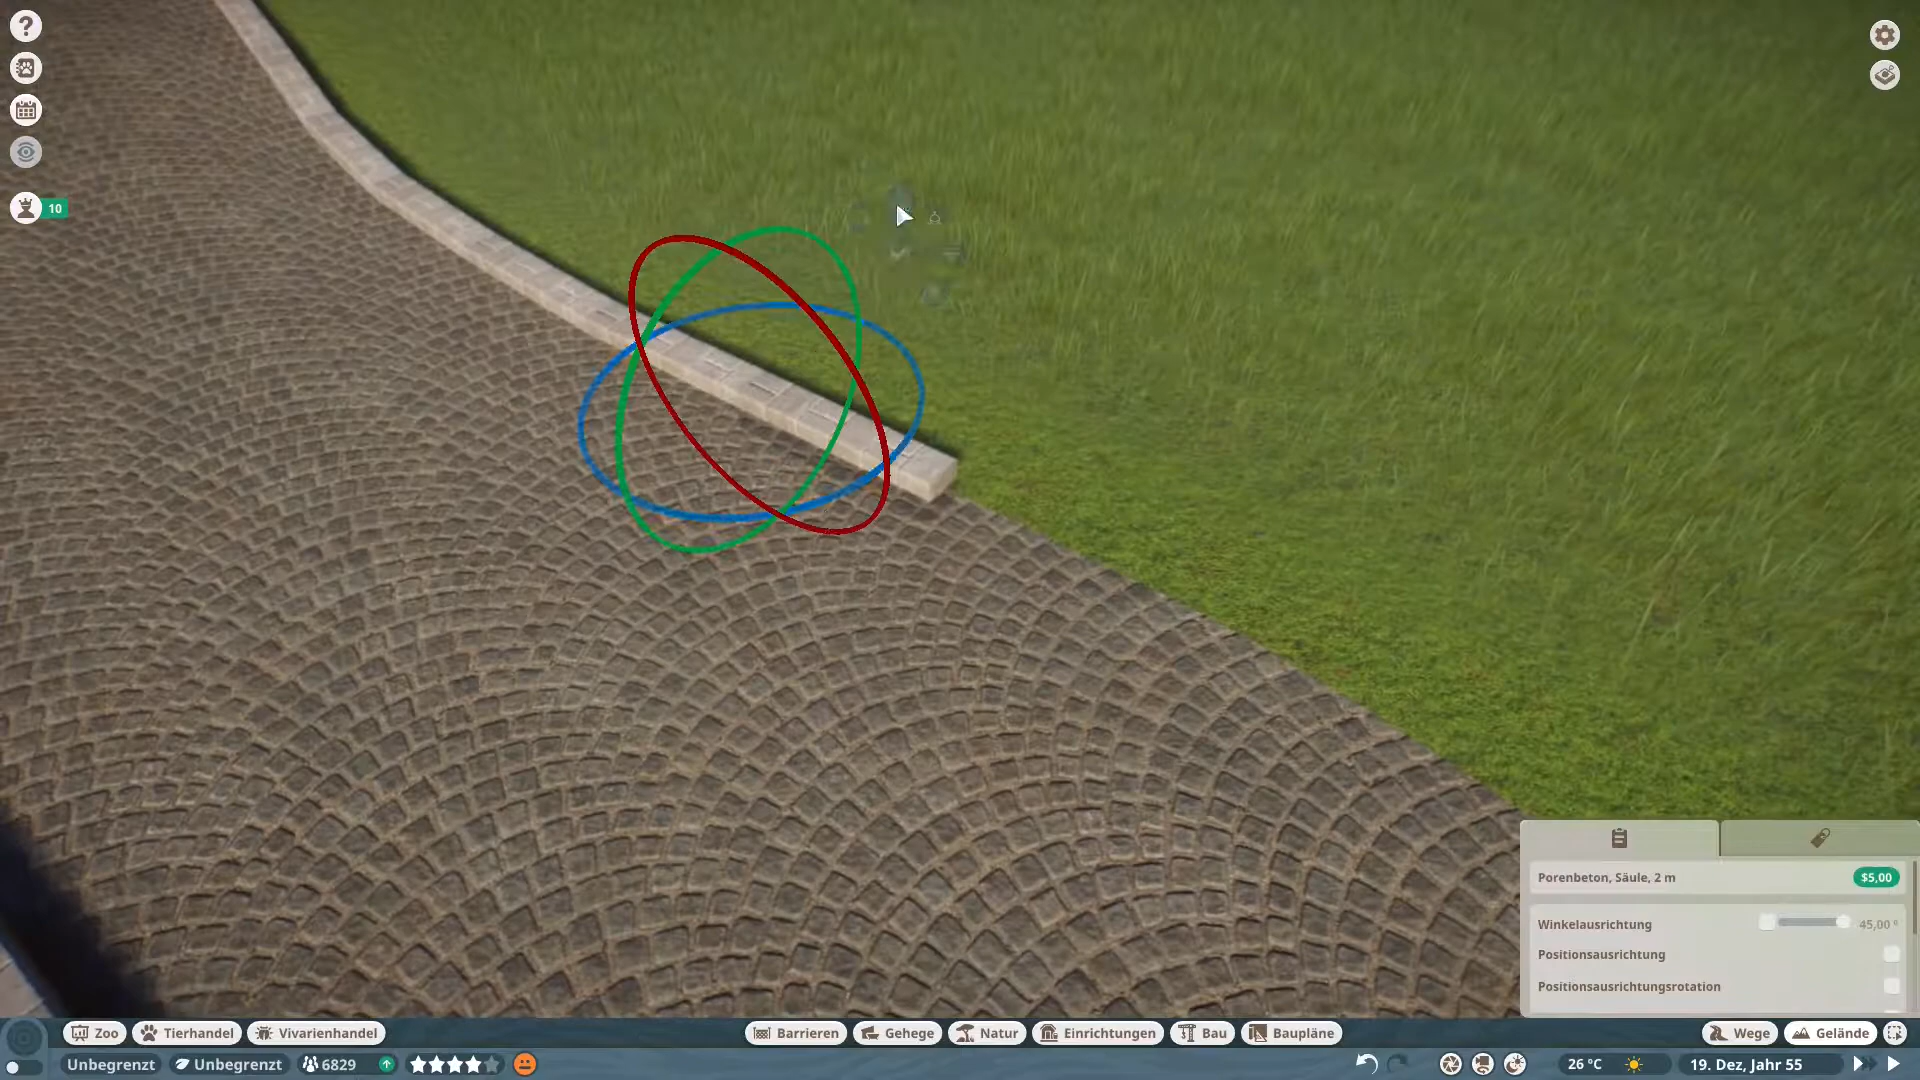 ?
10
Porenbeton, Säule, 2 m
$5,00
Winkelausrichtung
45,00 °
Positionsausrichtung
Positionsausrichtungsrotation
Zoo
Tierhandel
Vivarienhandel
Barrieren
Gehege
Natur
Einrichtungen
Bau
Baupläne
Wege
Gelände
Unbegrenzt
Unbegrenzt
6829
26 °C
19. Dez, Jahr 55